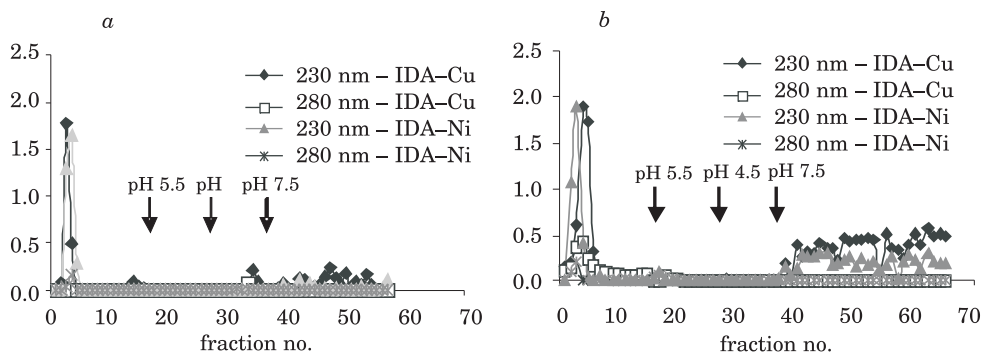 a
2.5
2.0
1.5
1.0
0.5
0.0
230 nm – IDA–Cu
280 nm – IDA–Cu
230 nm – IDA–Ni
280 nm – IDA–Ni
pH 5.5 pH pH 7.5
0 10 20 30 40 50 60 70
fraction no.
b
2.5
2.0
1.5
1.0
0.5
0.0
230 nm – IDA–Cu
280 nm – IDA–Cu
230 nm – IDA–Ni
280 nm – IDA–Ni
pH 5.5 pH 4.5 pH 7.5
0 10 20 30 40 50 60 70
fraction no.